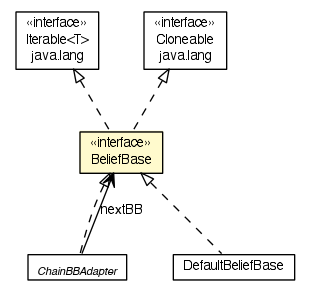 «interface»
Iterable<T>
java.lang
«interface»
Cloneable
java.lang
«interface»
BeliefBase
nextBB
ChainBBAdapter
DefaultBeliefBase